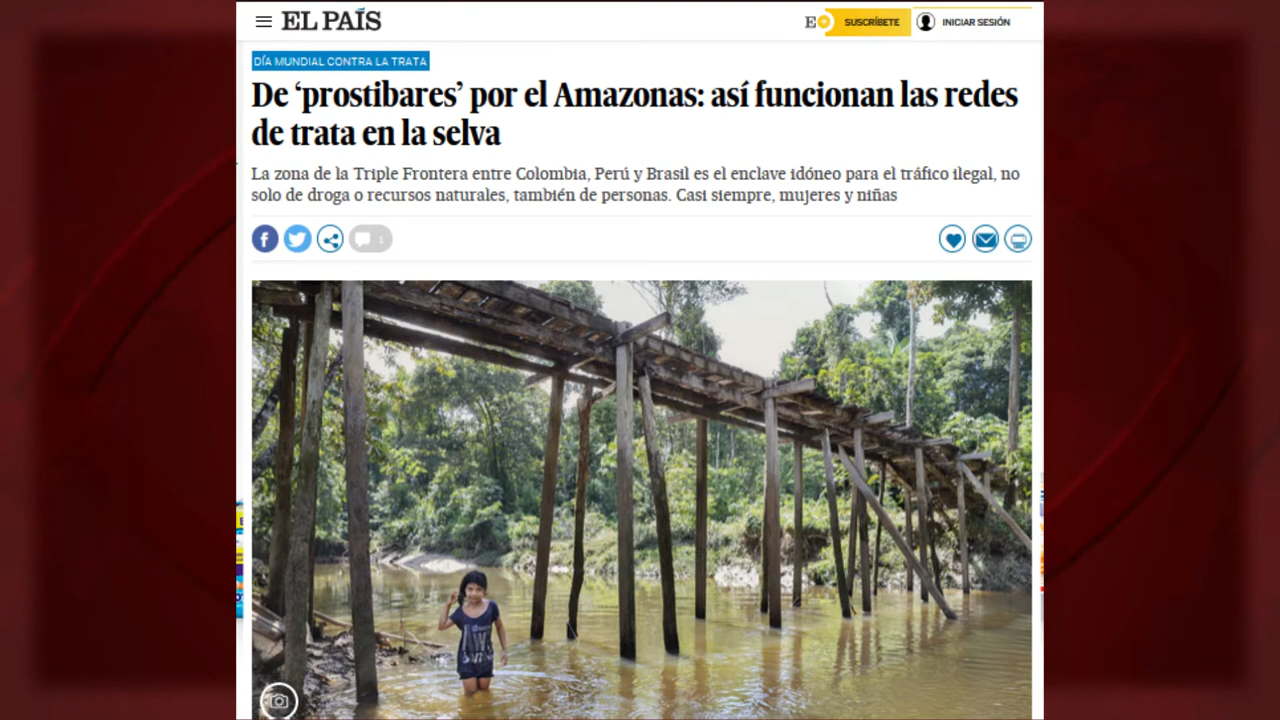 EL PAÍS
E+ SUSCRÍBETE INICIAR SESIÓN
DÍA MUNDIAL CONTRA LA TRATA
De ‘prostibares’ por el Amazonas: así funcionan las redes
de trata en la selva
La zona de la Triple Frontera entre Colombia, Perú y Brasil es el enclave idóneo para el tráfico ilegal, no
solo de droga o recursos naturales, también de personas. Casi siempre, mujeres y niñas
1